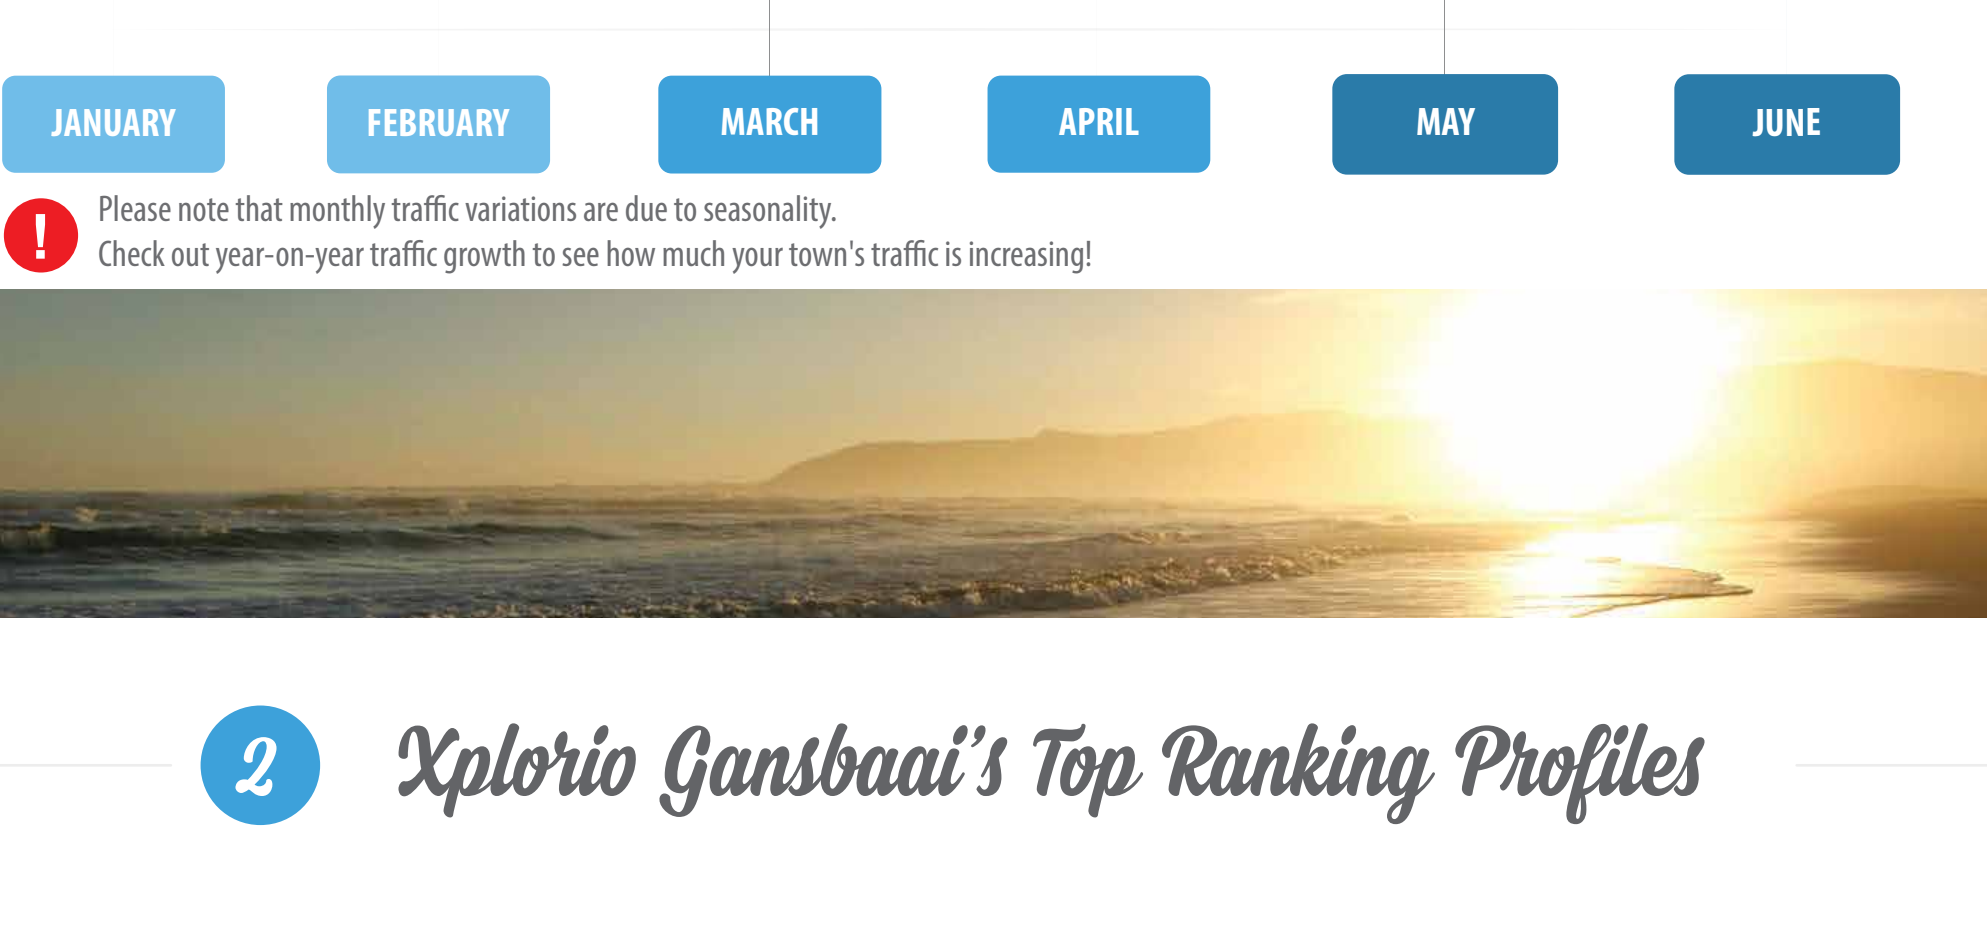 JANUARY FEBRUARY MARCH APRIL MAY JUNE
!
Please note that monthly traffic variations are due to seasonality.
Check out year-on-year traffic growth to see how much your town's traffic is increasing!
2 Xplorio Gansbaai's Top Ranking Profiles